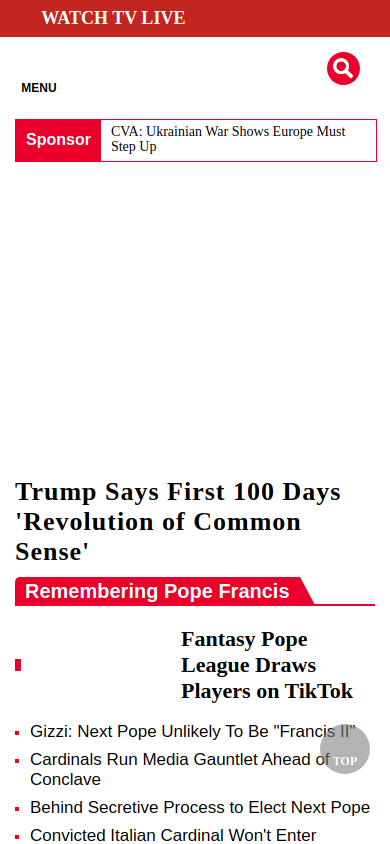 WATCH TV LIVE
MENU
Sponsor
CVA: Ukrainian War Shows Europe Must
Step Up
Trump Says First 100 Days
'Revolution of Common
Sense'
Remembering Pope Francis
Fantasy Pope
League Draws
Players on TikTok
Gizzi: Next Pope Unlikely To Be "Francis II"
Cardinals Run Media Gauntlet Ahead of
Conclave
TOP
Behind Secretive Process to Elect Next Pope
Convicted Italian Cardinal Won't Enter